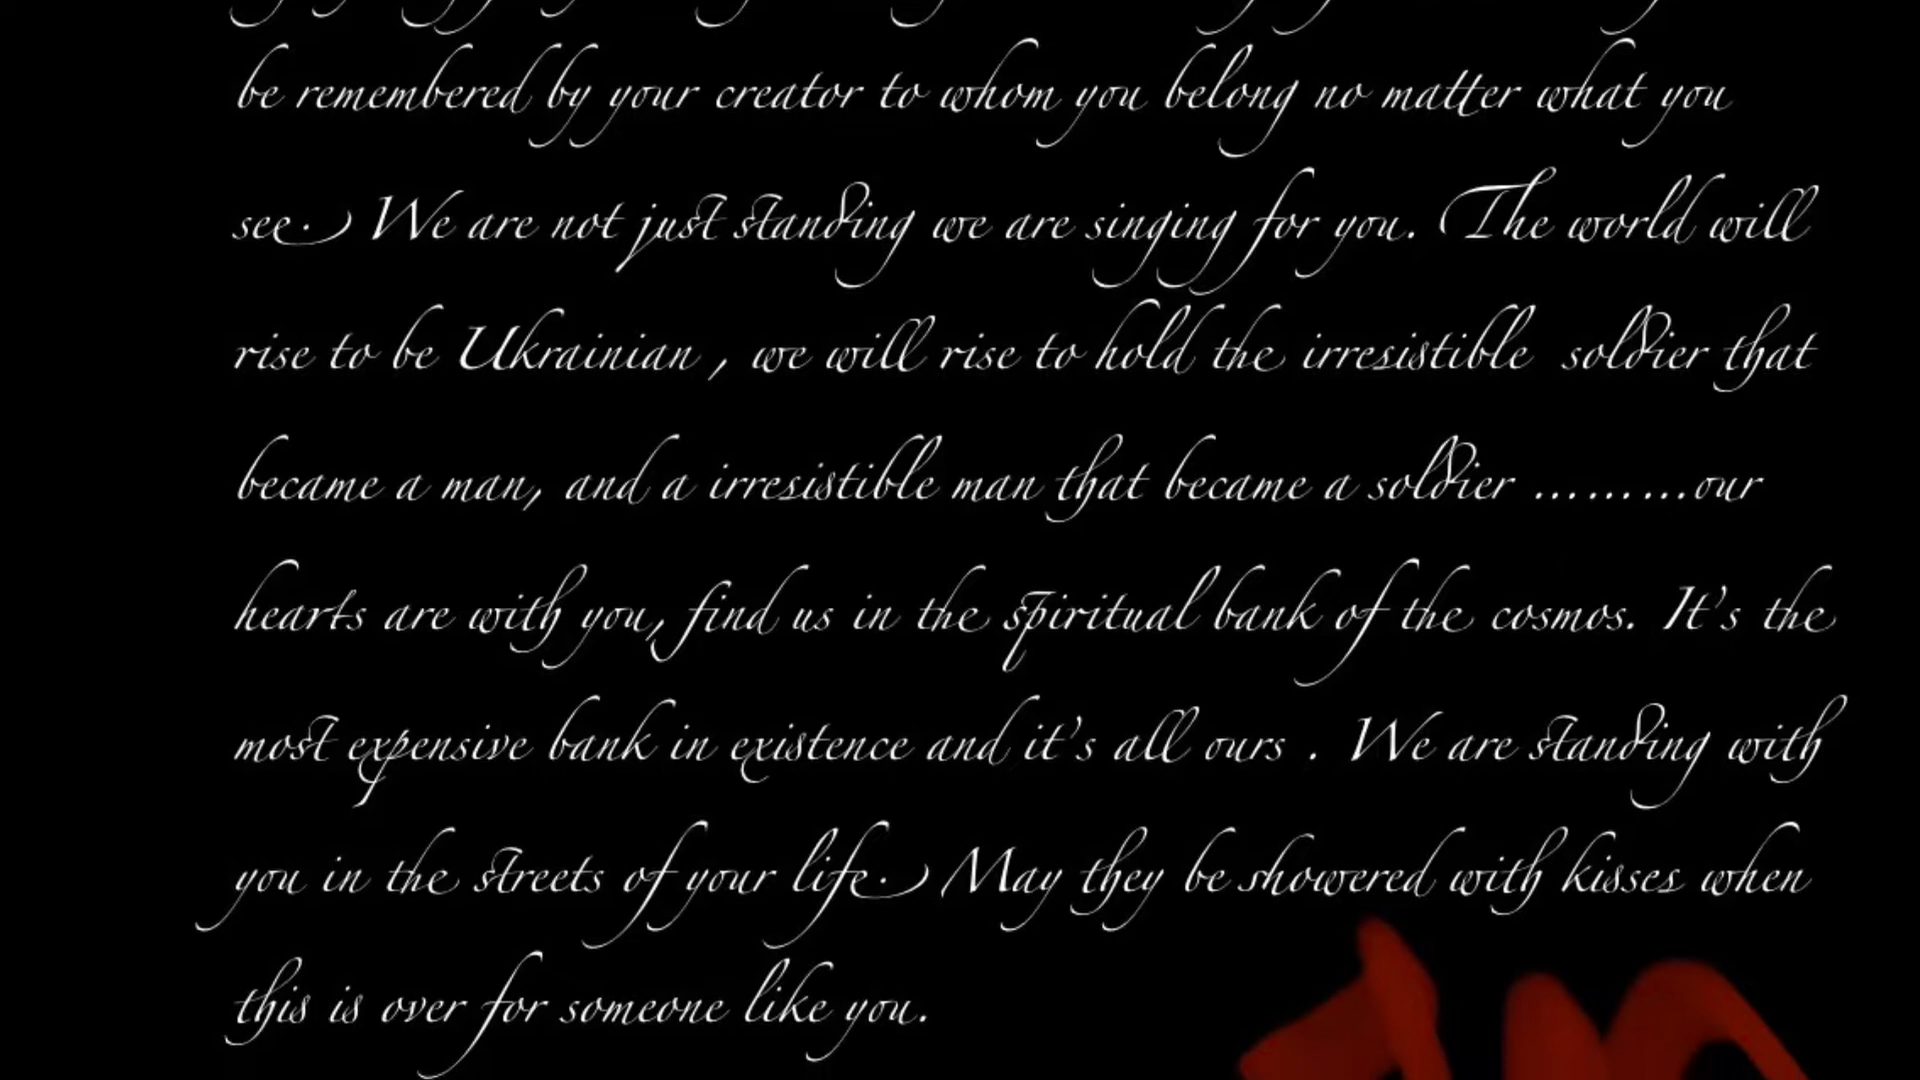 be remembered by your creator to whom you belong no matter what you
see. We are not just standing we are singing for you. The world will
rise to be Ukrainian , we will rise to hold the irresistible soldier that
became a man, and a irresistible man that became a soldier .........our
hearts are with you, find us in the spiritual bank of the cosmos. It's the
most expensive bank in existence and it's all ours . We are standing with
you in the streets of your life. May they be showered with kisses when
this is over for someone like you.